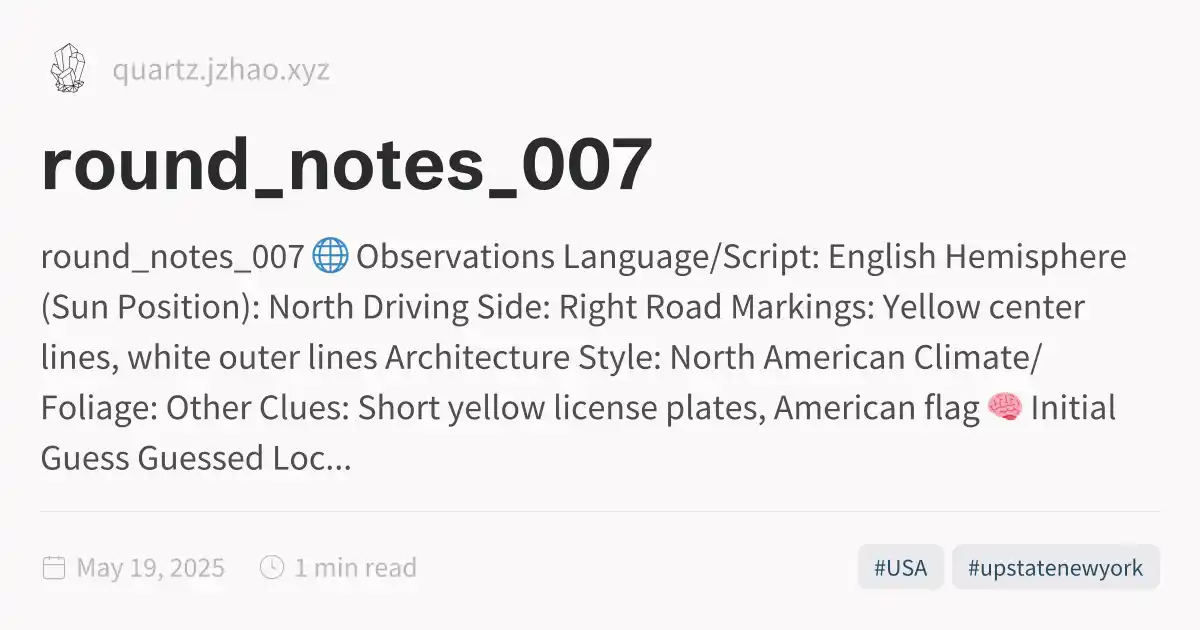 quartz.jzhao.xyz
round_notes_007
round_notes_007 🌐 Observations Language/Script: English Hemisphere
(Sun Position): North Driving Side: Right Road Markings: Yellow center
lines, white outer lines Architecture Style: North American Climate/
Foliage: Other Clues: Short yellow license plates, American flag 🧠 Initial
Guess Guessed Loc...
May 19, 2025 1 min read #USA #upstatenewyork